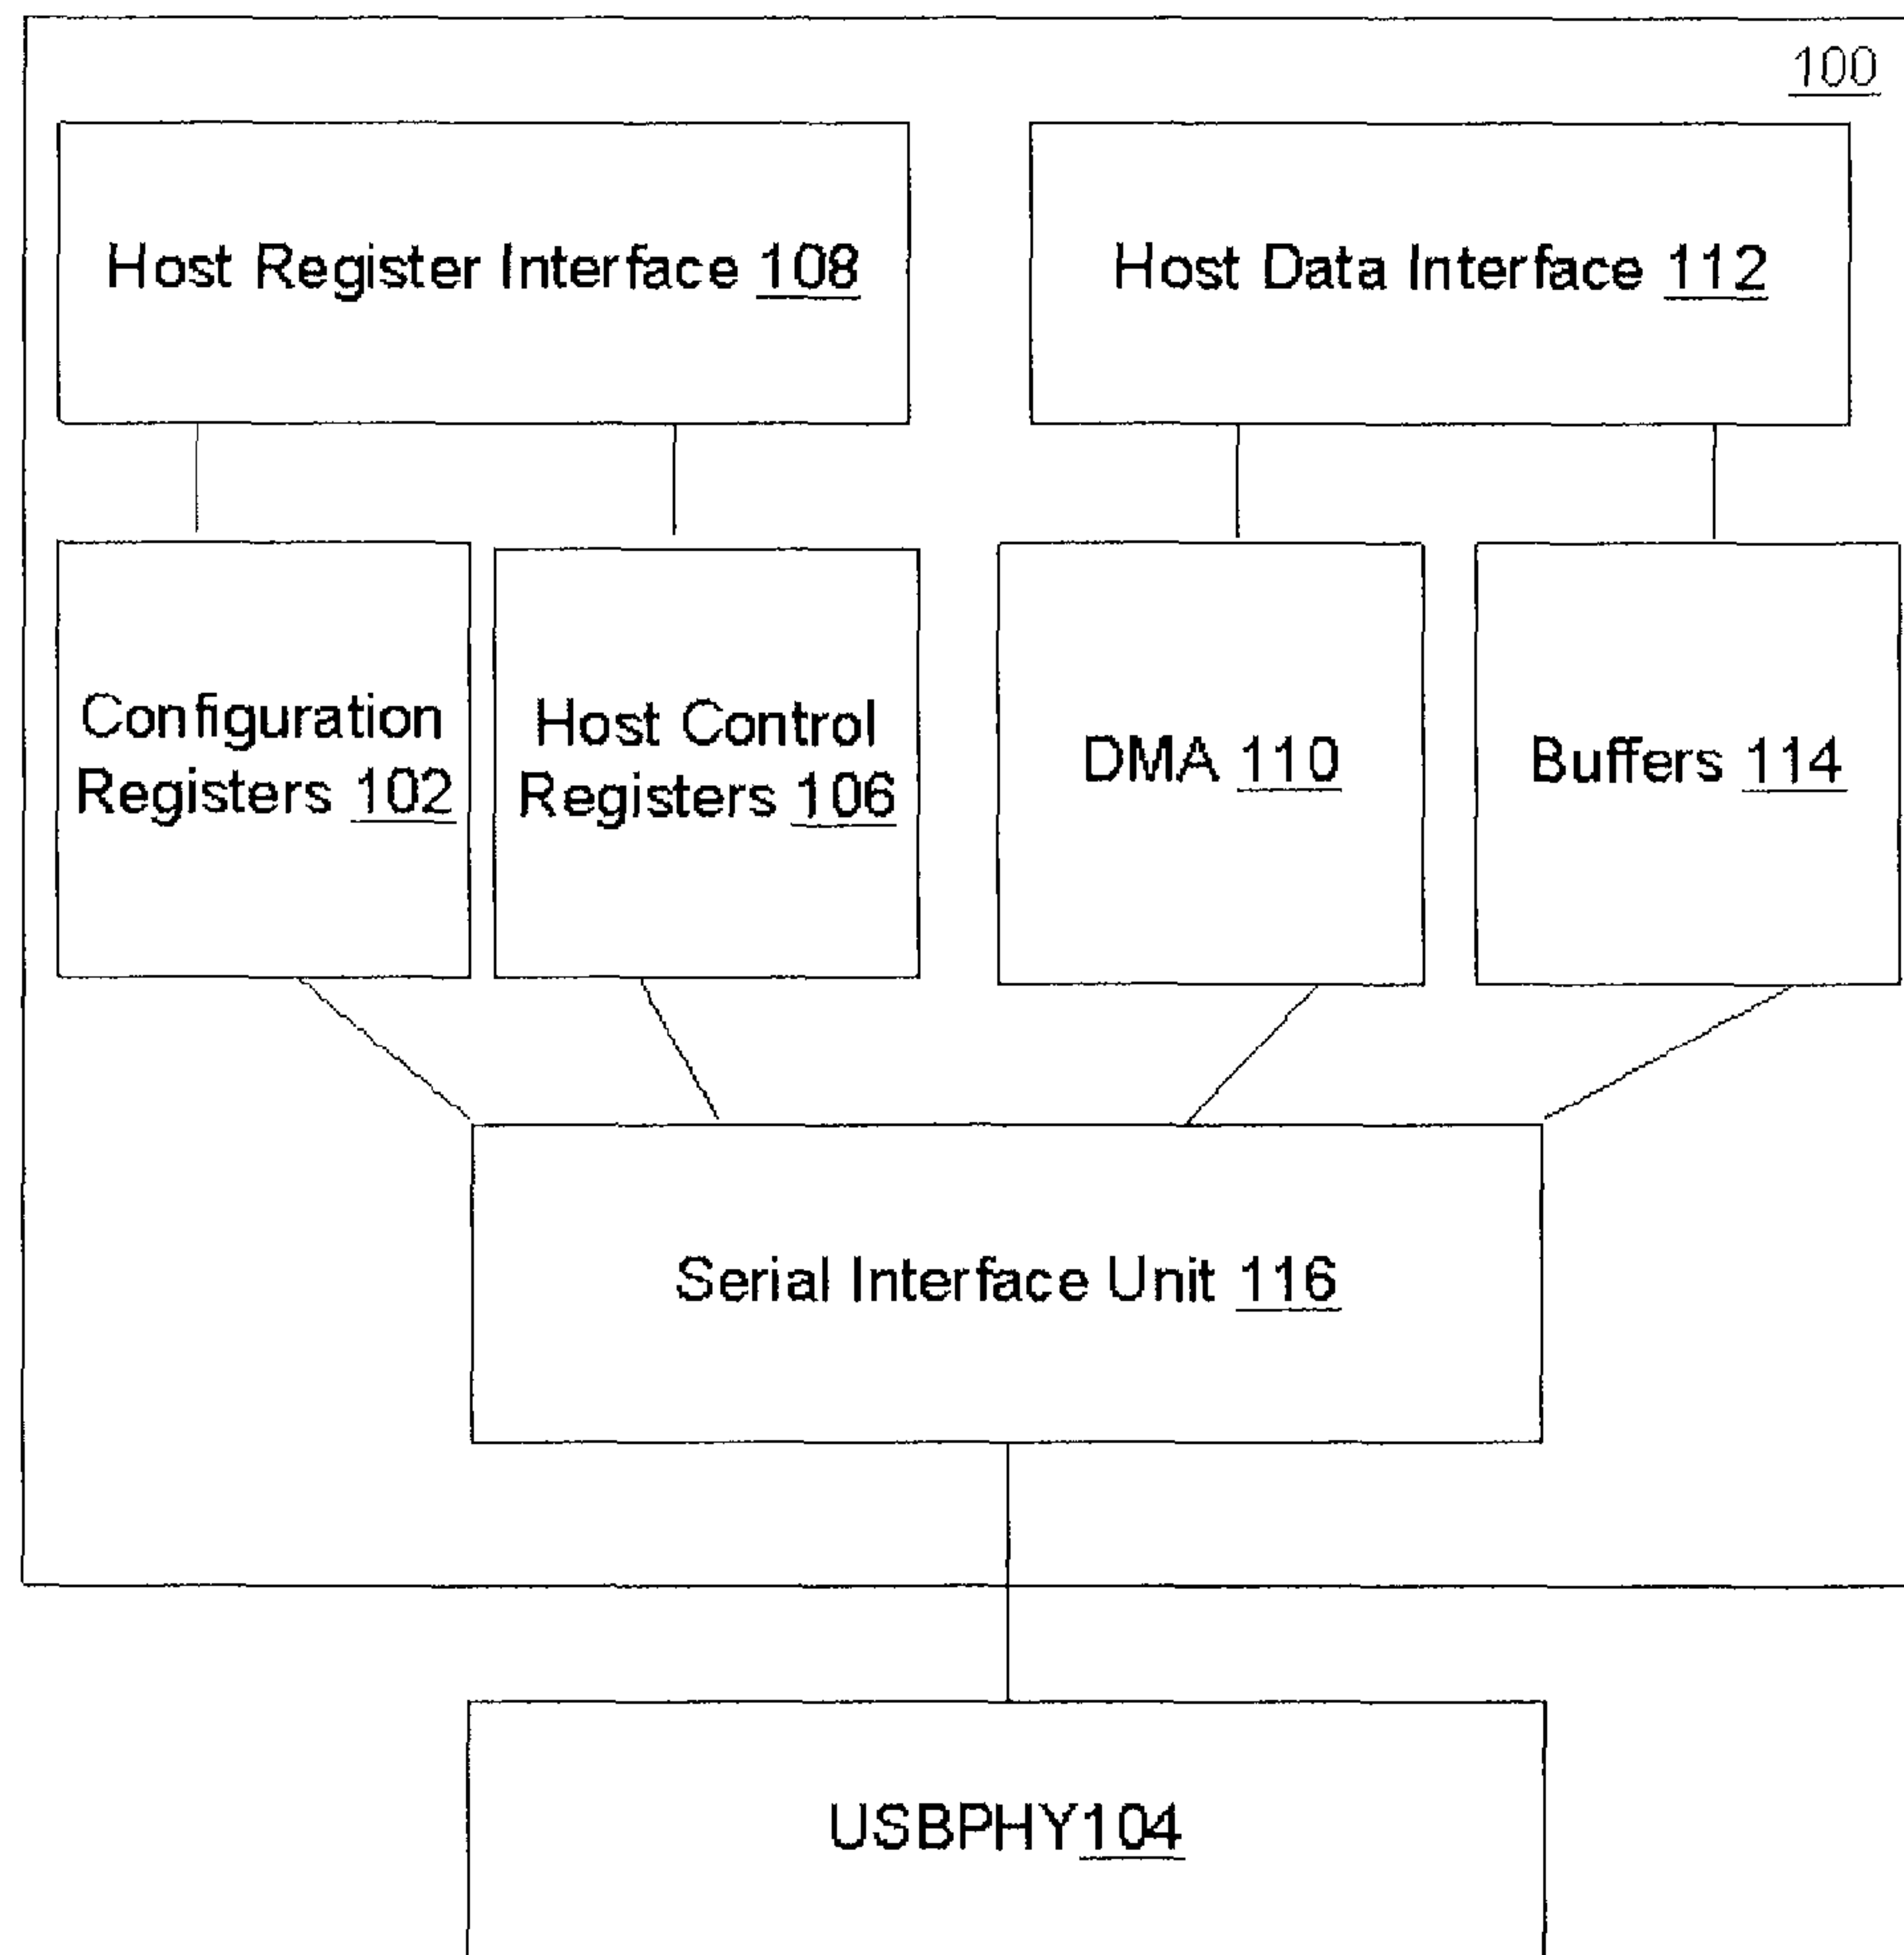 100
Host Register Interface 108
Host Data Interface 112
Configuration
Registers 102
Host Control
Registers 106
DMA 110
Buffers 114
Serial Interface Unit 116
USBPHY104